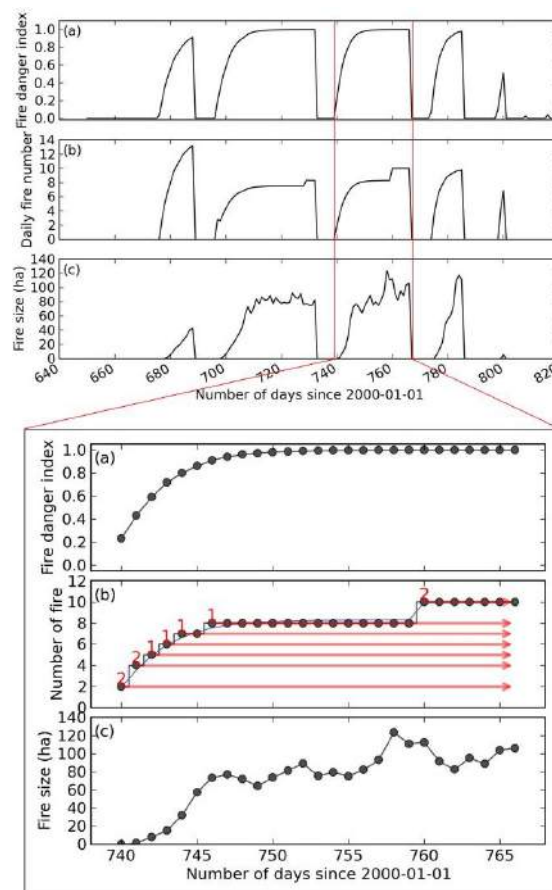 (a)
Fire danger index
1.0
0.8
0.6
0.4
0.2
0.0
(b)
Daily fire number
14
12
10
8
6
4
2
0
(c)
Fire size (ha)
140
120
100
80
60
40
20
0
640 660 680 700 720 740 760 780 800 820
Number of days since 2000-01-01
(a)
Fire danger index
1.0
0.8
0.6
0.4
0.2
0.0
(b)
Number of fire
12
10
8
6
4
2
0
2 2 1 1 1 1 2
(c)
Fire size (ha)
140
120
100
80
60
40
20
0
740 745 750 755 760 765
Number of days since 2000-01-01